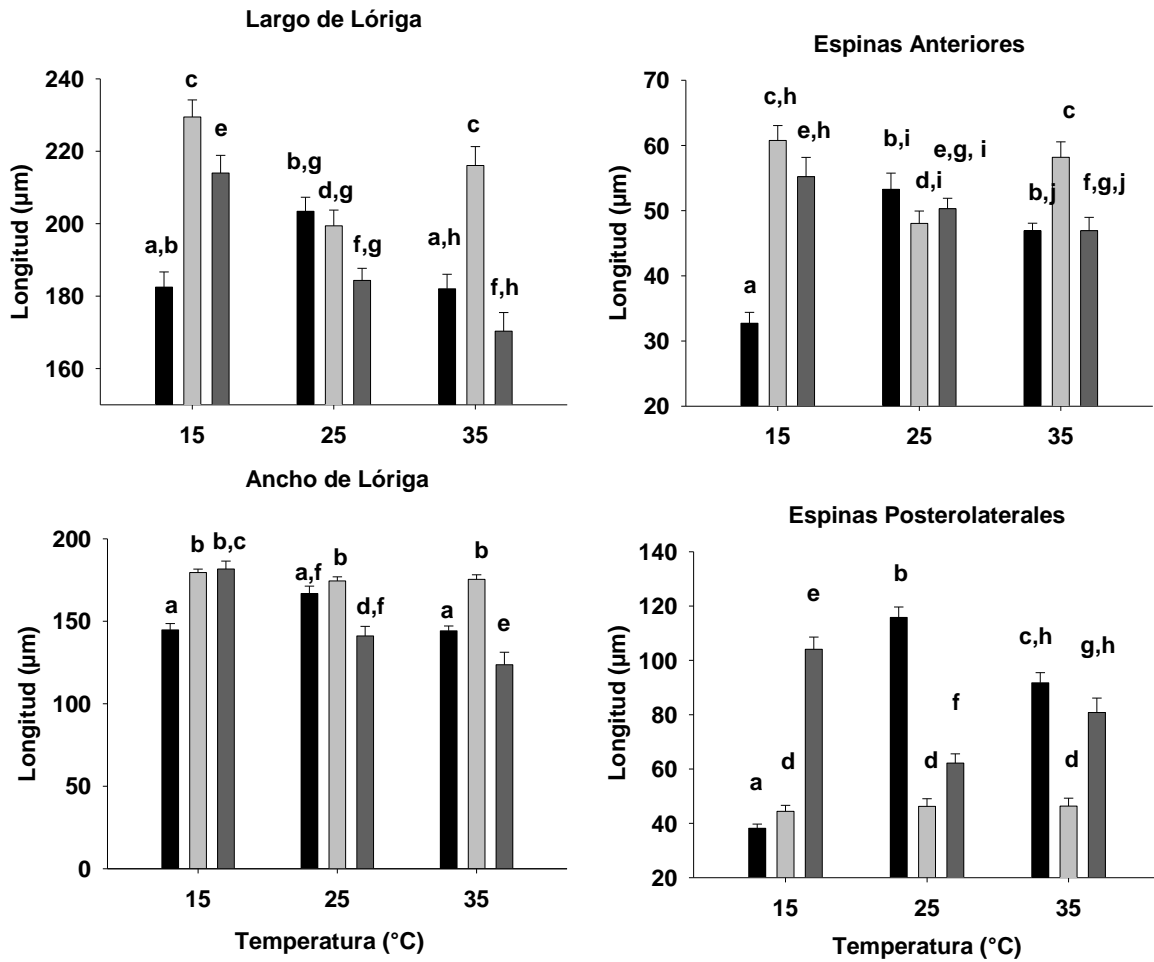 Largo de Lóriga
Longitud (µm)
240
220
200
180
160
a,b
c
e
b,g
d,g
f,g
a,h
c
f,h
15
25
35
Espinas Anteriores
Longitud (µm)
70
60
50
40
30
20
a
c,h
e,h
b,i
d,i
e,g, i
b,j
c
f,g,j
15
25
35
Ancho de Lóriga
Longitud (µm)
200
150
100
50
0
a
b
b,c
a,f
b
d,f
a
b
e
15
25
35
Temperatura (°C)
Espinas Posterolaterales
Longitud (µm)
140
120
100
80
60
40
20
a
d
e
b
d
f
c,h
d
g,h
15
25
35
Temperatura (°C)